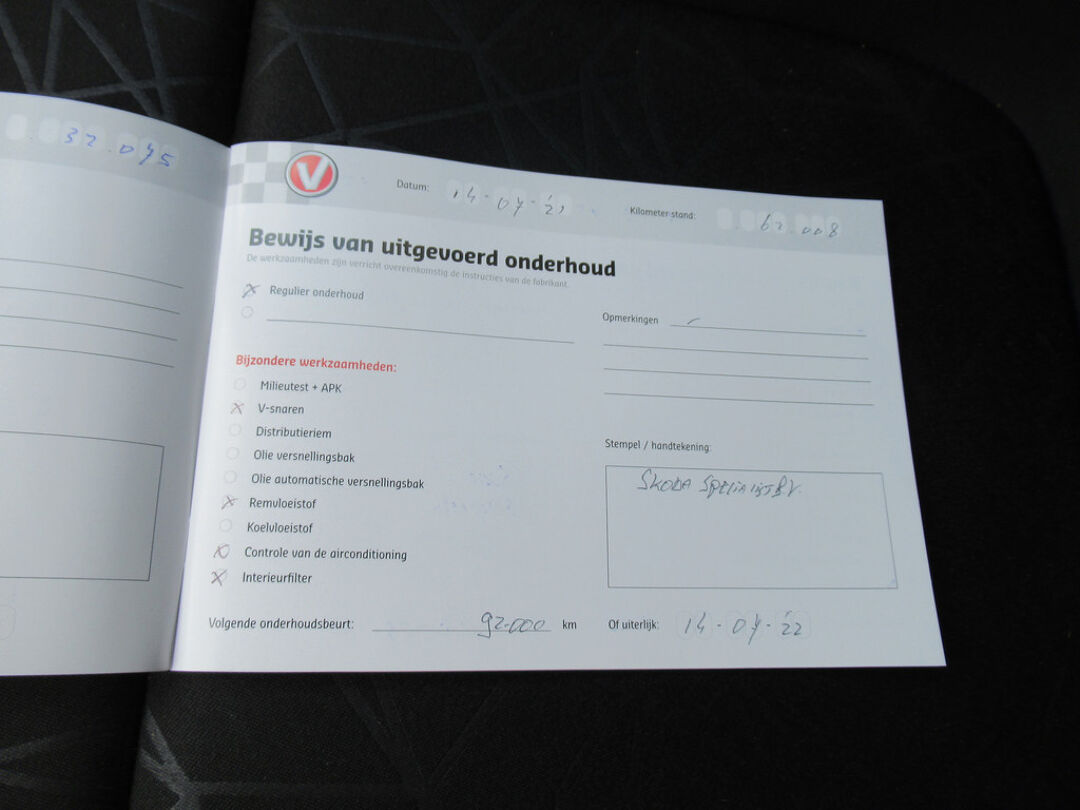 32.075
V
Datum: 14-07-'21
Kilometer-stand: 62.008
Bewijs van uitgevoerd onderhoud
De werkzaamheden zijn verricht overeenkomstig de instructies van de fabrikant.
x Regulier onderhoud
Opmerkingen
Bijzondere werkzaamheden:
Milieutest + APK
x V-snaren
Distributieriem
Stempel / handtekening:
Olie versnellingsbak
Olie automatische versnellingsbak
SKODA SPECIALIST B.V.
x Remvloeistof
Koelvloeistof
x Controle van de airconditioning
x Interieurfilter
Volgende onderhoudsbeurt: 92.000 km
Of uiterlijk: 14-07-'22